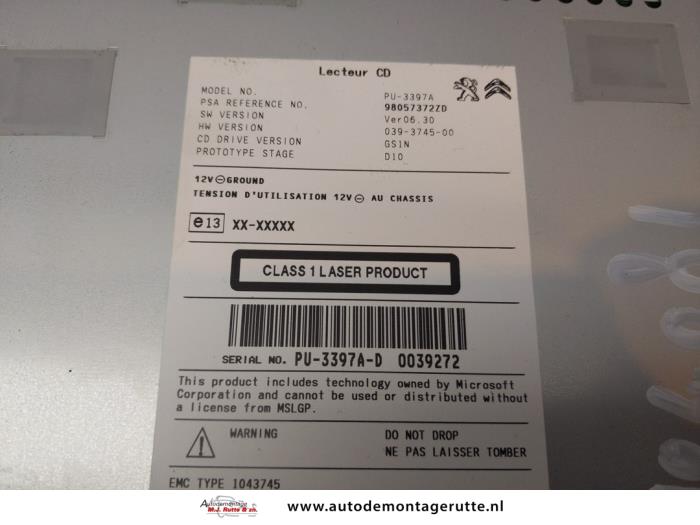 Lecteur CD
MODEL NO. PU-3397A
PSA REFERENCE NO. 98057372ZD
SW VERSION Ver06.30
HW VERSION 039-3745-00
CD DRIVE VERSION GS1N
PROTOTYPE STAGE D10
12V⊖GROUND
TENSION D'UTILISATION 12V⊖ AU CHASSIS
e13 XX-XXXXX
CLASS 1 LASER PRODUCT
SERIAL NO. PU-3397A-D 0039272
This product includes technology owned by Microsoft
Corporation and cannot be used or distributed without
a license from MSLGP.
WARNING DO NOT DROP
NE PAS LAISSER TOMBER
EMC TYPE 1043745
Autodemontage
M.J. Rutte & zn.
www.autodemontagerutte.nl